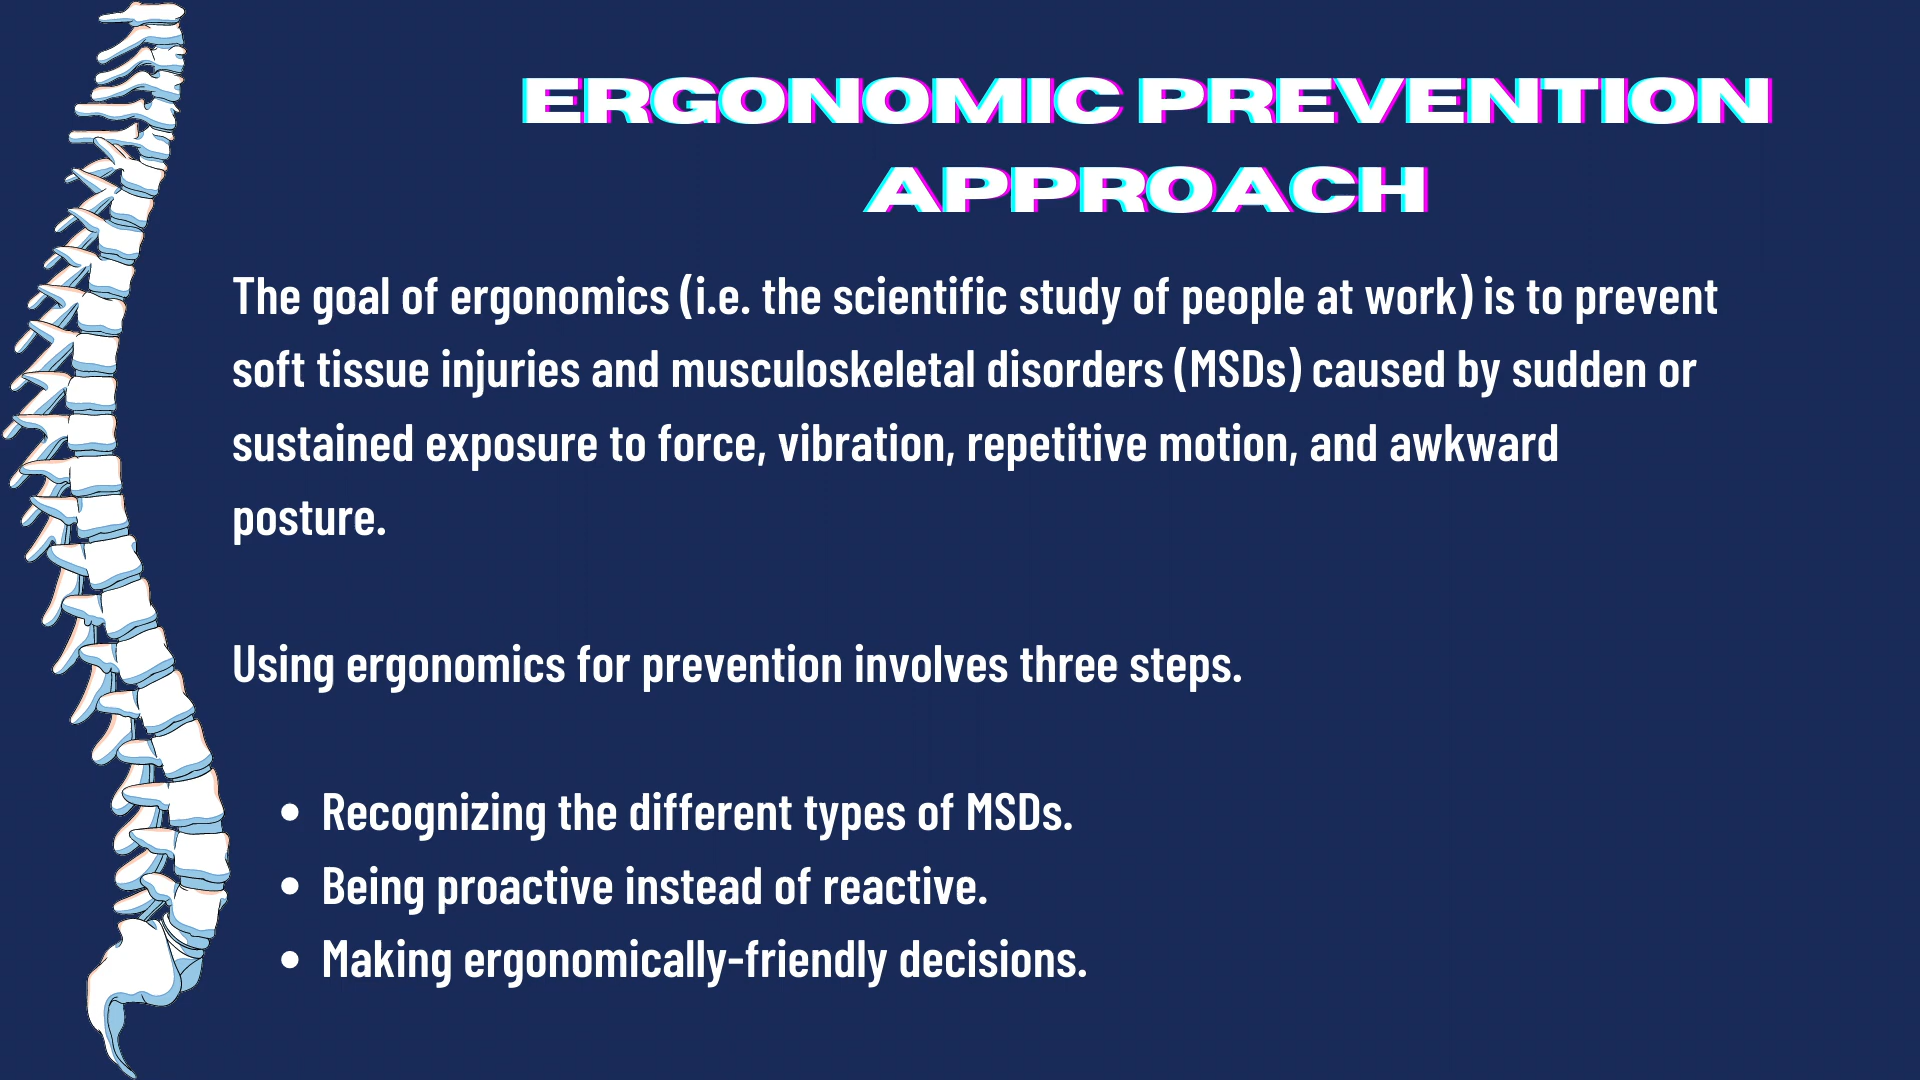 ERGONOMIC PREVENTION
APPROACH
The goal of ergonomics (i.e. the scientific study of people at work) is to prevent
soft tissue injuries and musculoskeletal disorders (MSDs) caused by sudden or
sustained exposure to force, vibration, repetitive motion, and awkward
posture.
Using ergonomics for prevention involves three steps.
• Recognizing the different types of MSDs.
• Being proactive instead of reactive.
• Making ergonomically-friendly decisions.